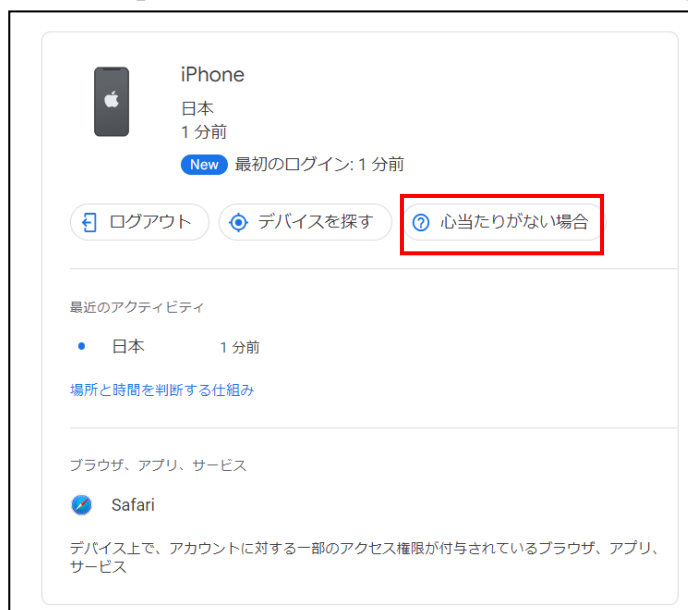 iPhone
日本
1 分前
New 最初のログイン: 1 分前
ログアウト デバイスを探す 心当たりがない場合
最近のアクティビティ
日本 1 分前
場所と時間を判断する仕組み
ブラウザ、アプリ、サービス
Safari
デバイス上で、アカウントに対する一部のアクセス権限が付与されているブラウザ、アプリ、
サービス